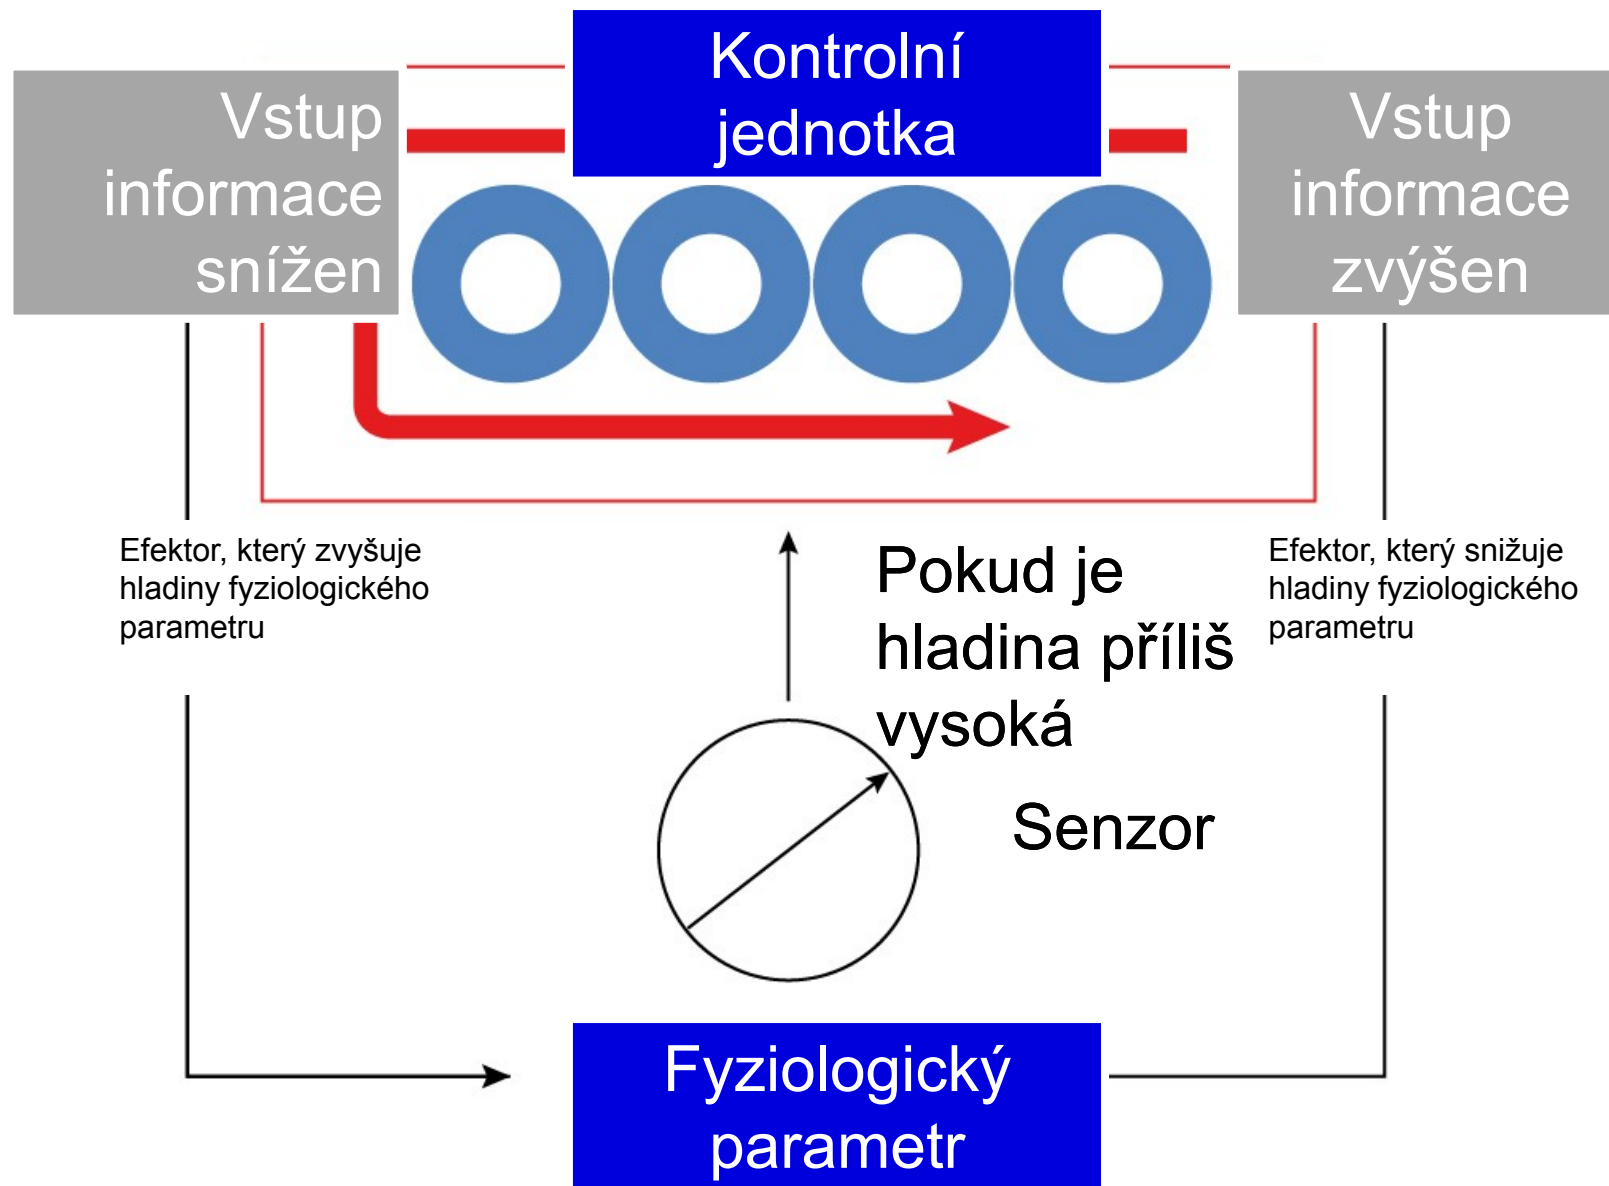 Kontrolní
jednotka
Vstup
informace
snížen
Vstup
informace
zvýšen
Efektor, který zvyšuje
hladiny fyziologického
parametru
Pokud je
hladina příliš
vysoká
Efektor, který snižuje
hladiny fyziologického
parametru
Senzor
Fyziologický
parametr